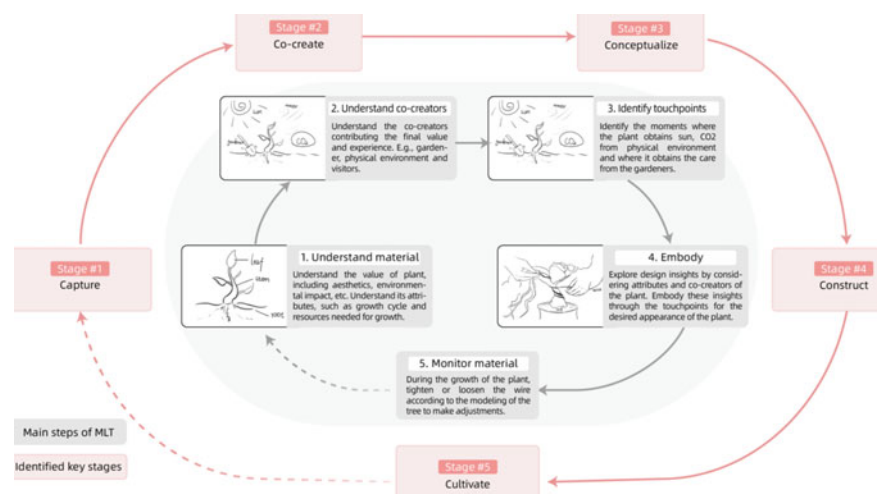 Stage #2
Co-create
Stage #3
Conceptualize
2. Understand co-creators
Understand the co-creators
contributing the final value
and experience. E.g., garden-
er, physical environment and
visitors.
3. Identify touchpoints
Identify the moments where
the plant obtains sun, CO2
from physical environment
and where it obtains the care
from the gardeners.
Stage #1
Capture
leaf
stem
1. Understand material
Understand the value of plant,
including aesthetics, environmen-
tal impact, etc. Understand its attri-
butes, such as growth cycle and
resources needed for growth.
4. Embody
Explore design insights by consid-
ering attributes and co-creators of
the plant. Embody these insights
through the touchpoints for the
desired appearance of the plant.
Stage #4
Construct
5. Monitor material
During the growth of the plant,
tighten or loosen the wire
according to the modeling of the
tree to make adjustments.
Main steps of MLT
Identified key stages
Stage #5
Cultivate